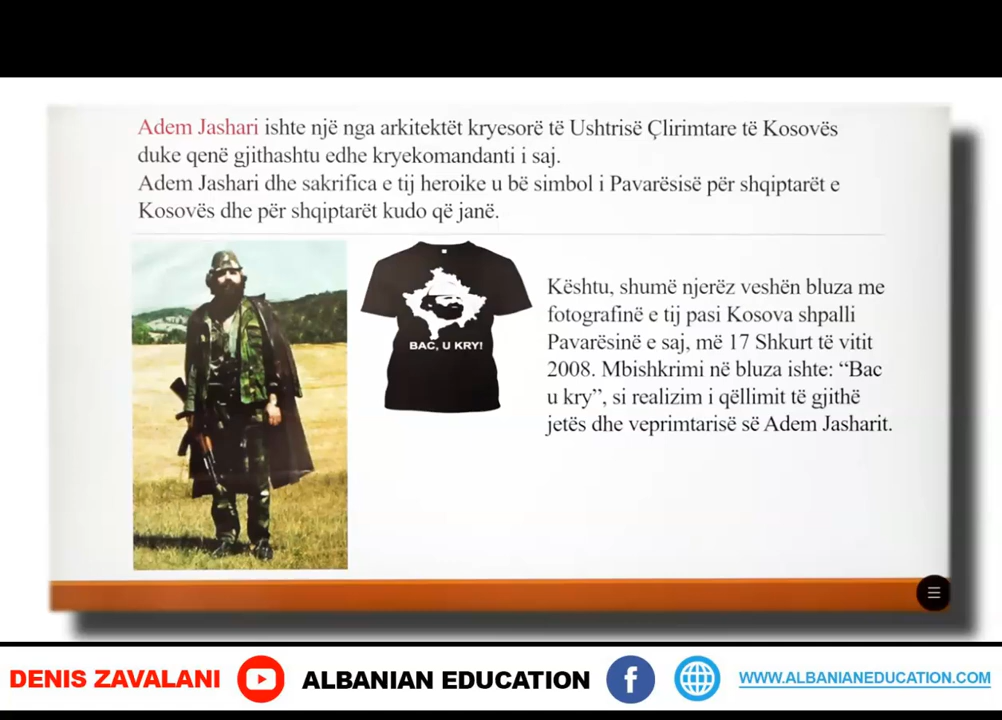 Adem Jashari ishte një nga arkitektët kryesorë të Ushtrisë Çlirimtare të Kosovës
duke qenë gjithashtu edhe kryekomandanti i saj.
Adem Jashari dhe sakrifica e tij heroike u bë simbol i Pavarësisë për shqiptarët e
Kosovës dhe për shqiptarët kudo që janë.
BAC, U KRY!
Kështu, shumë njerëz veshën bluza me
fotografinë e tij pasi Kosova shpalli
Pavarësinë e saj, më 17 Shkurt të vitit
2008. Mbishkrimi në bluza ishte: “Bac
u kry”, si realizim i qëllimit të gjithë
jetës dhe veprimtarisë së Adem Jasharit.
DENIS ZAVALANI ALBANIAN EDUCATION WWW.ALBANIANEDUCATION.COM